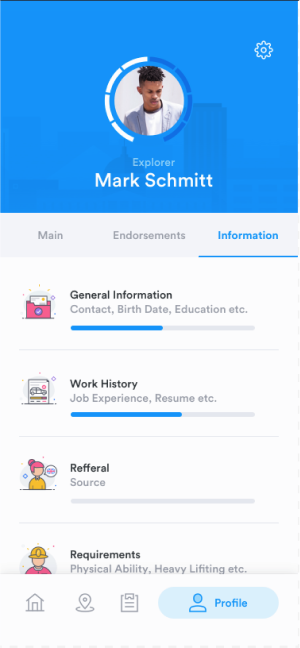 Explorer
Mark Schmitt
Main Endorsements Information
General Information
Contact, Birth Date, Education etc.
Work History
Job Experience, Resume etc.
Refferal
Source
Requirements
Physical Ability, Heavy Lifiting etc.
Profile